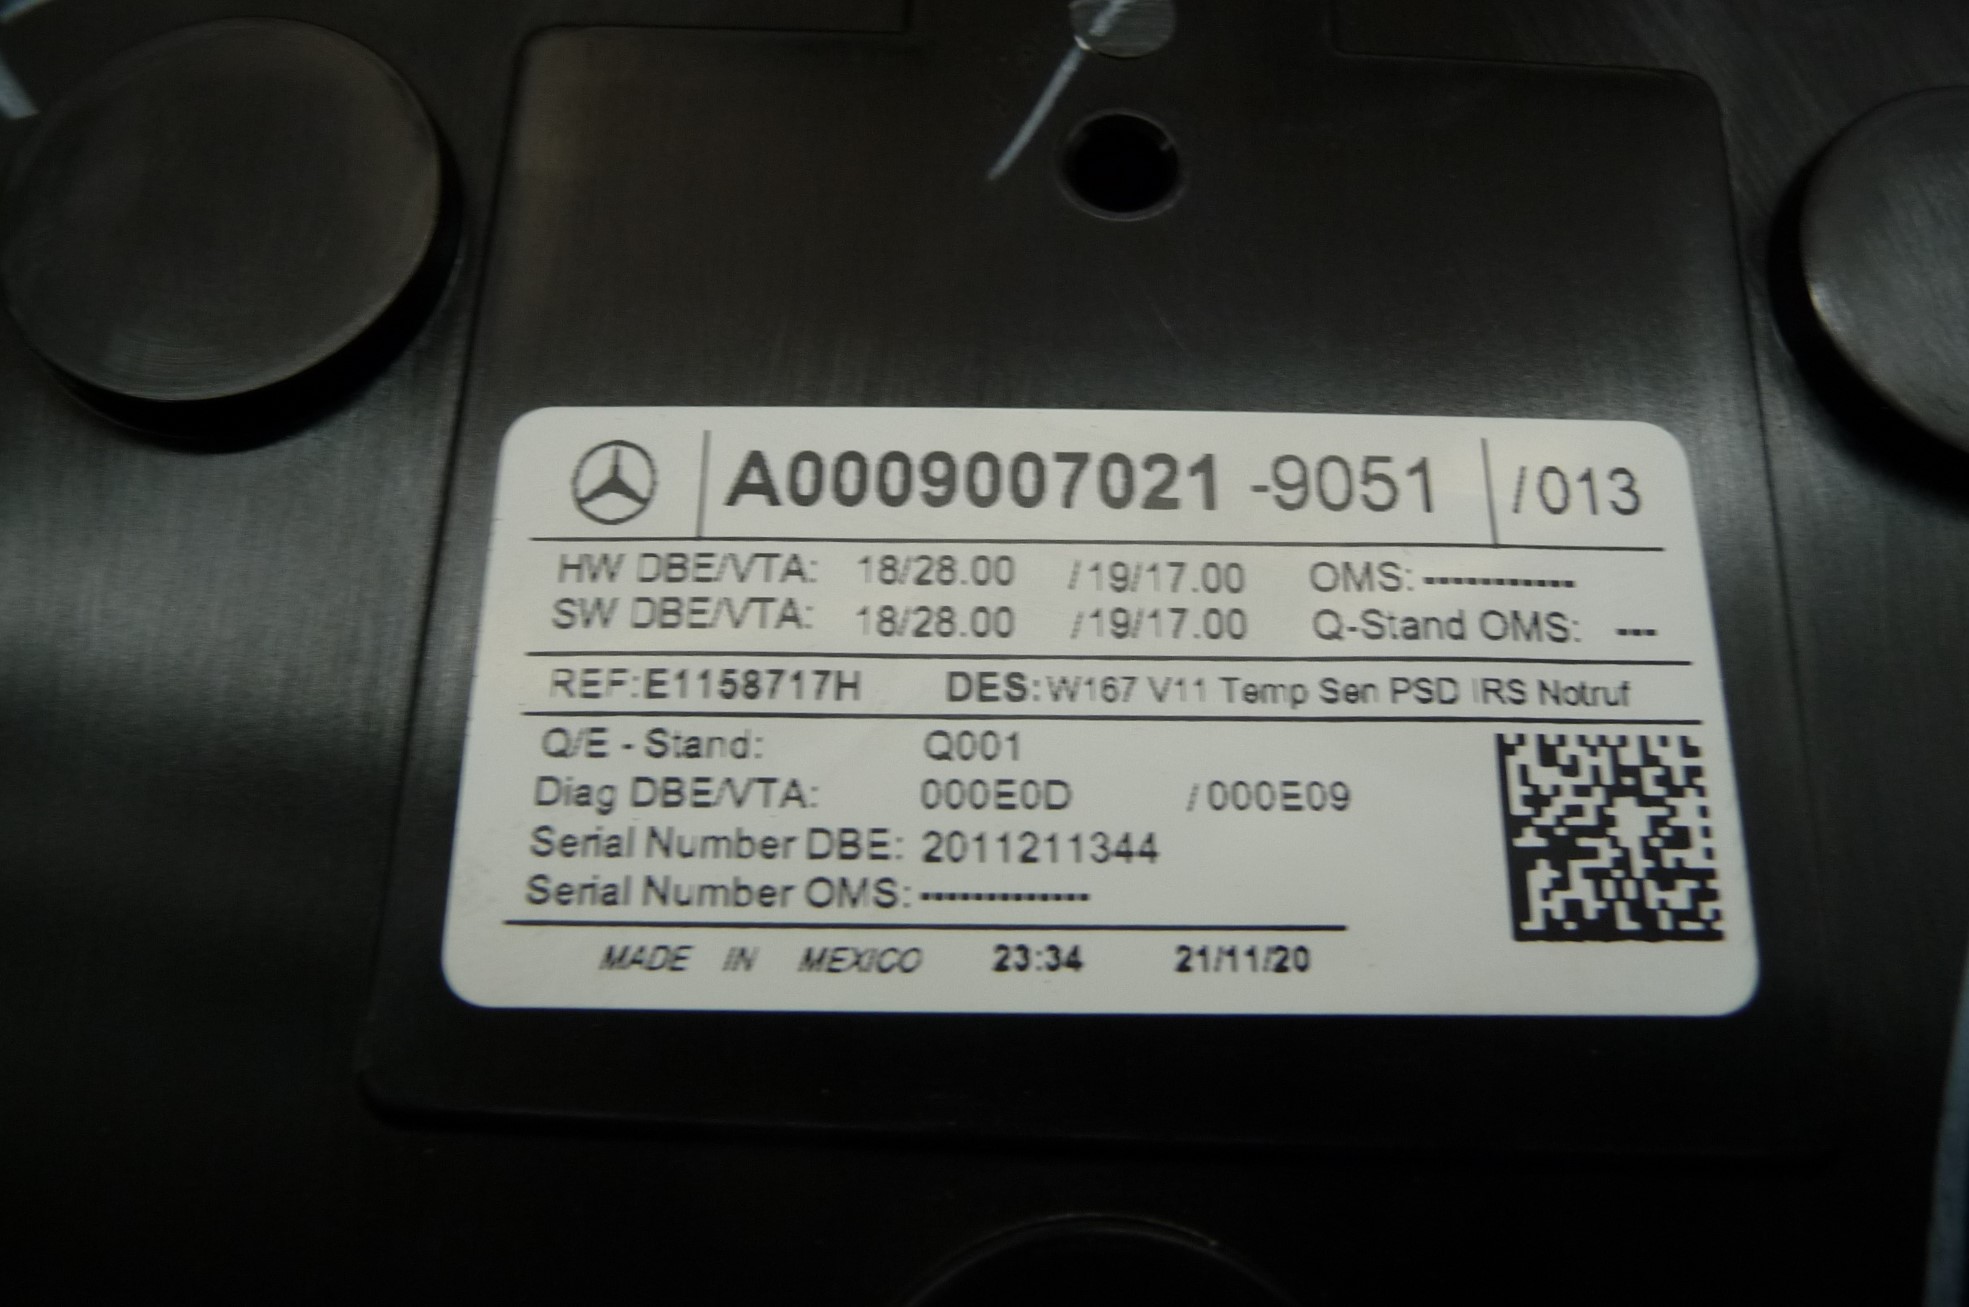 A0009007021 -9051 /013
HW DBE/VTA: 18/28.00 /19/17.00 OMS: -----------
SW DBE/VTA: 18/28.00 /19/17.00 Q-Stand OMS: ---
REF:E1158717H DES:W167 V11 Temp Sen PSD IRS Notruf
Q/E - Stand: Q001
Diag DBE/VTA: 000E0D /000E09
Serial Number DBE: 2011211344
Serial Number OMS: -------------
MADE IN MEXICO 23:34 21/11/20